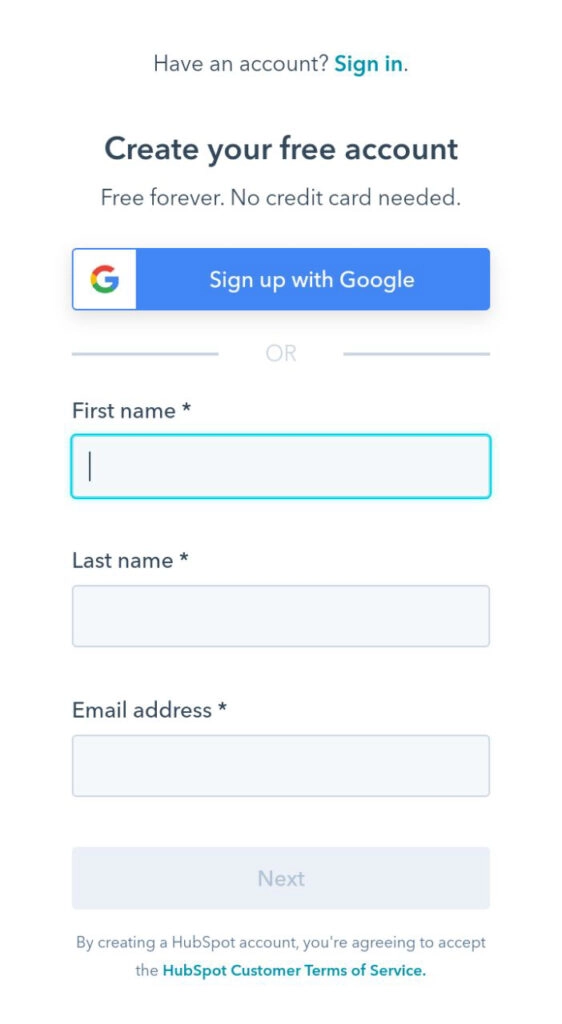 Have an account? Sign in.
Create your free account
Free forever. No credit card needed.
Sign up with Google
OR
First name *
Last name *
Email address *
Next
By creating a HubSpot account, you're agreeing to accept
the HubSpot Customer Terms of Service.